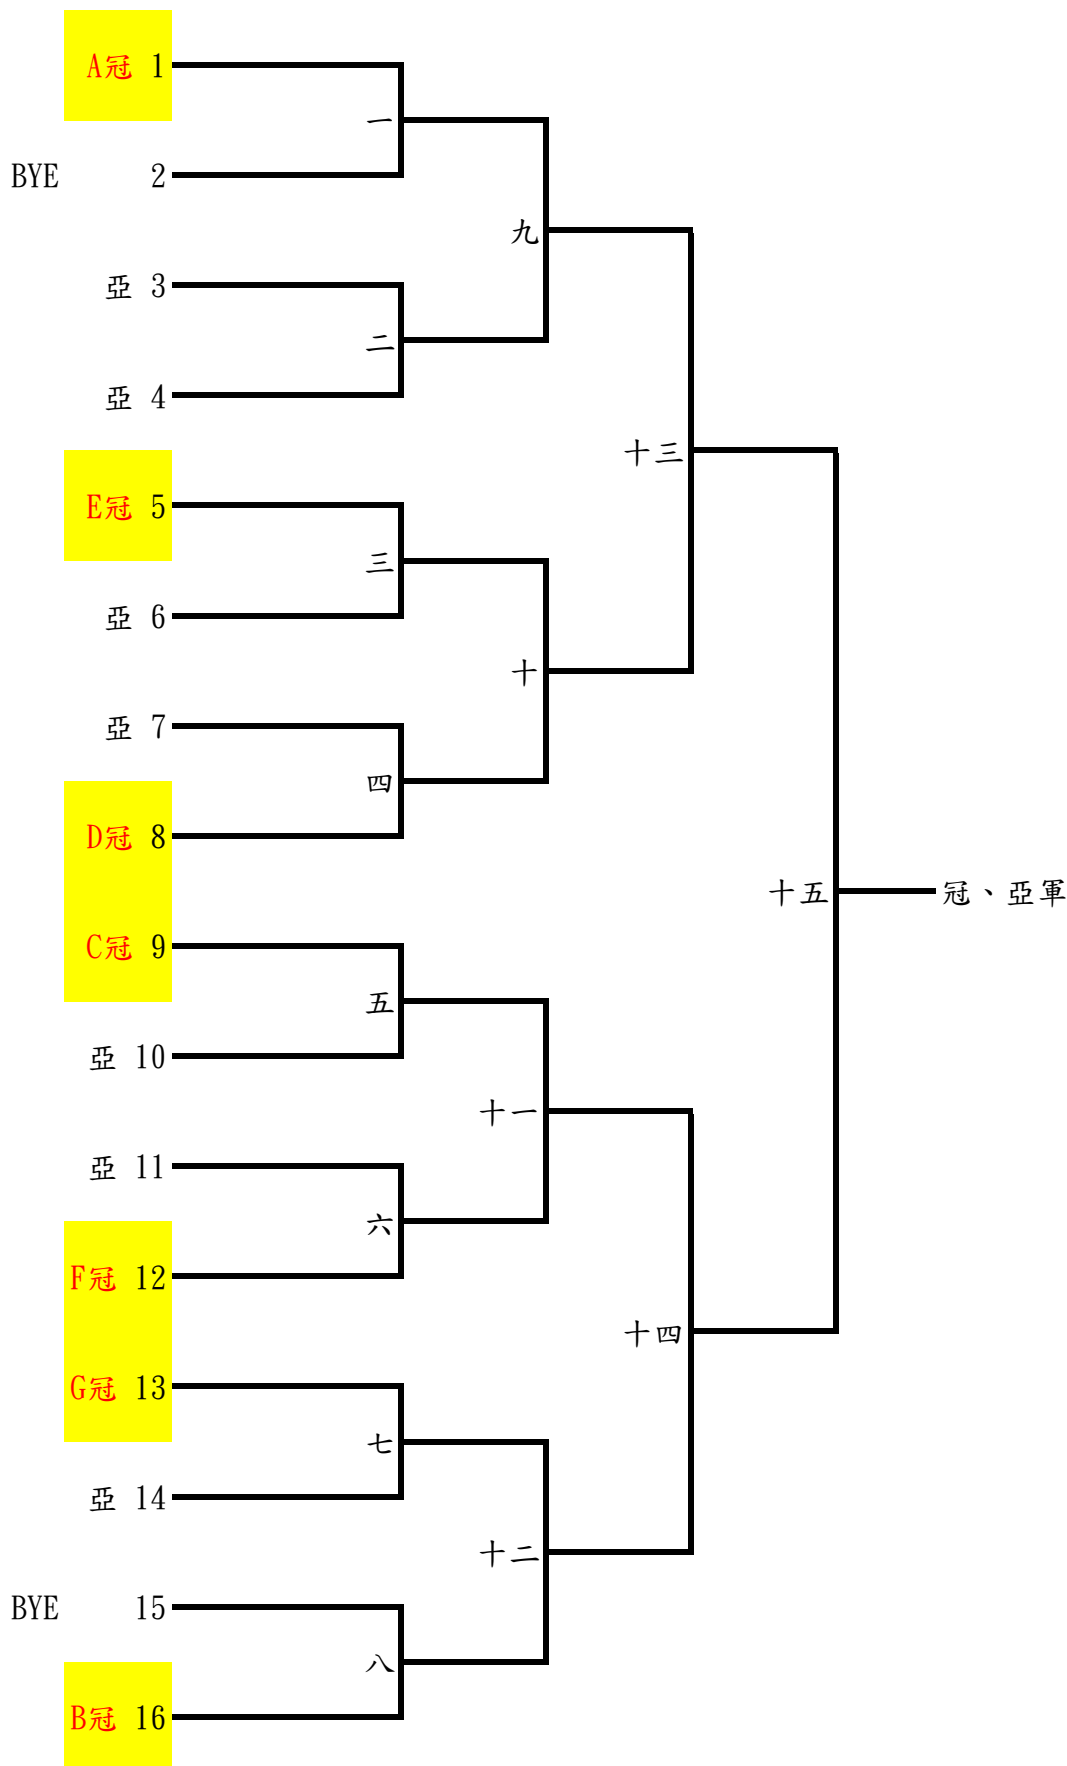 A冠 1
一
BYE 2
九
亞 3
二
亞 4
十三
E冠 5
三
亞 6
十
亞 7
四
D冠 8
十五 冠、亞軍
C冠 9
五
亞 10
十一
亞 11
六
F冠 12
十四
G冠 13
七
亞 14
十二
BYE 15
八
B冠 16